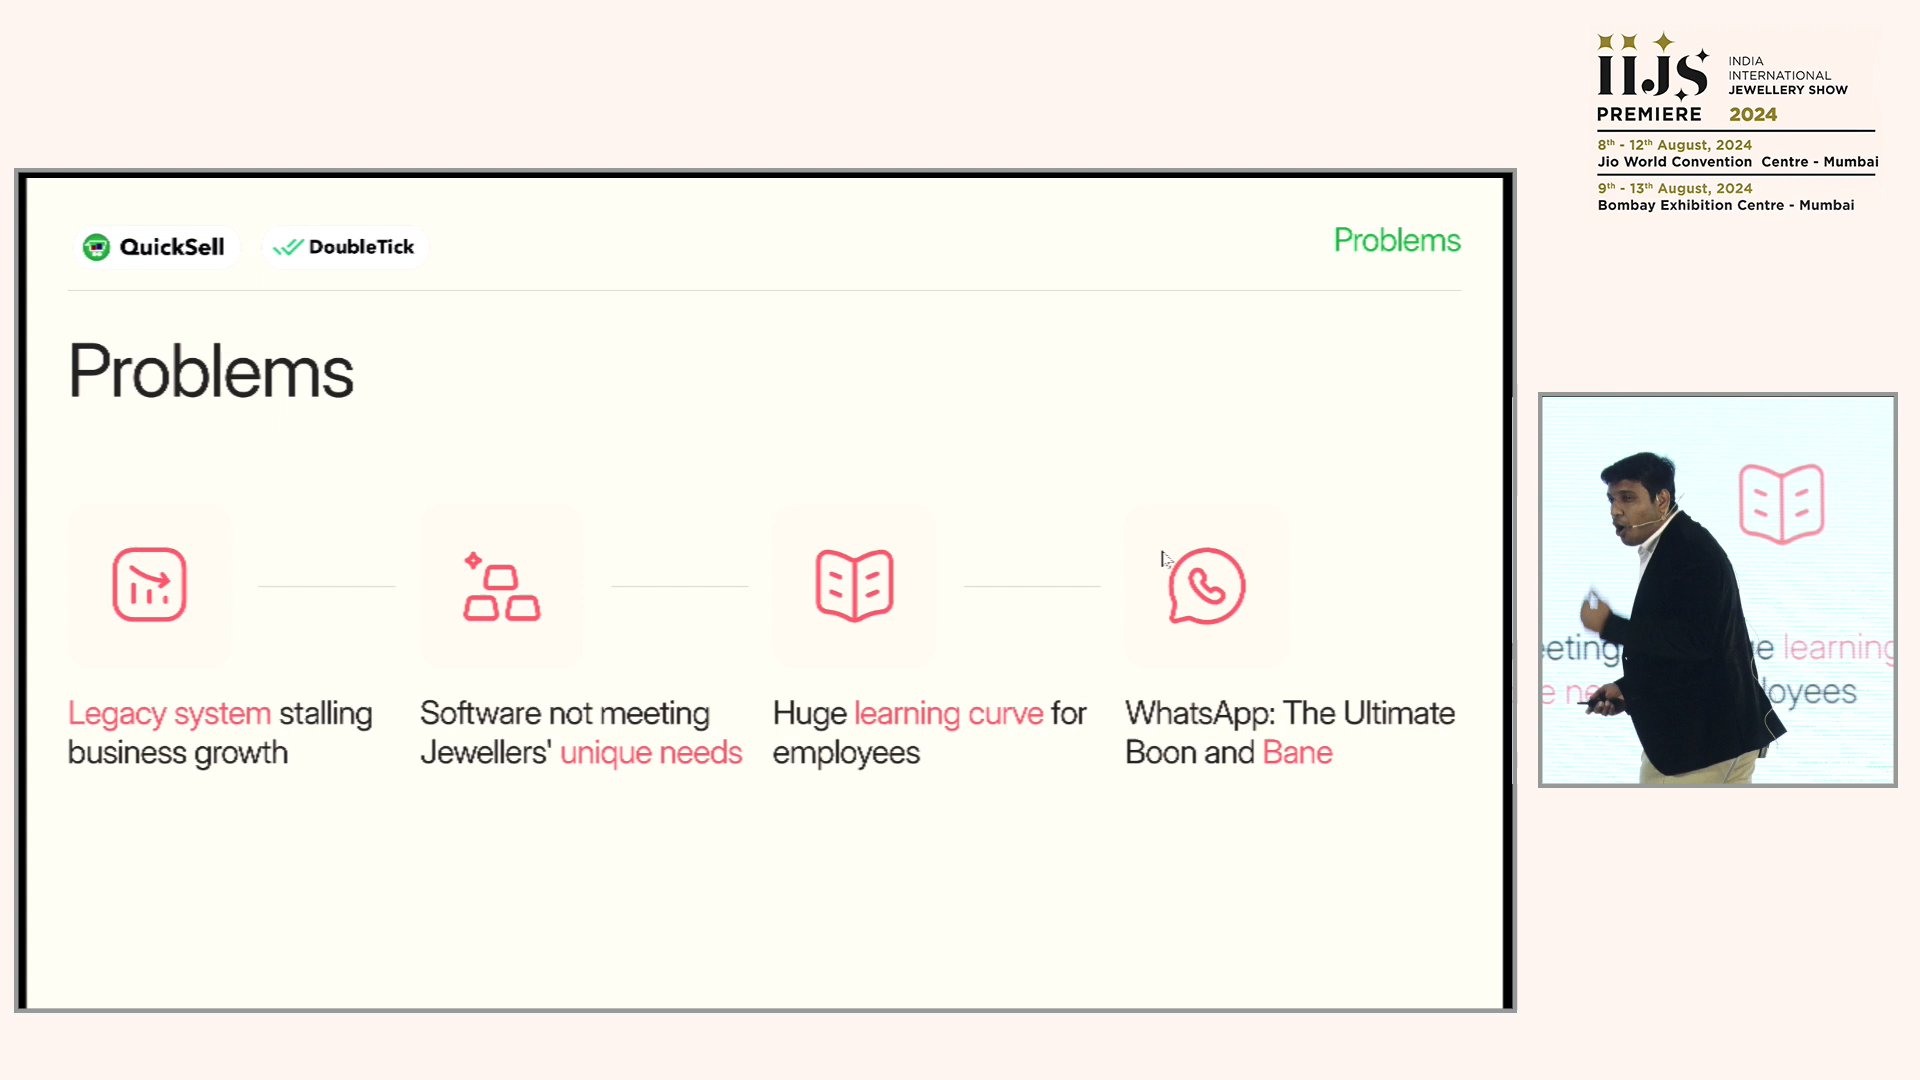 IIJS
INDIA
INTERNATIONAL
JEWELLERY SHOW
PREMIERE 2024
8th - 12th August, 2024
Jio World Convention Centre - Mumbai
9th - 13th August, 2024
Bombay Exhibition Centre - Mumbai
QuickSell DoubleTick
Problems
Problems
Legacy system stalling
business growth
Software not meeting
Jewellers' unique needs
Huge learning curve for
employees
WhatsApp: The Ultimate
Boon and Bane
learning